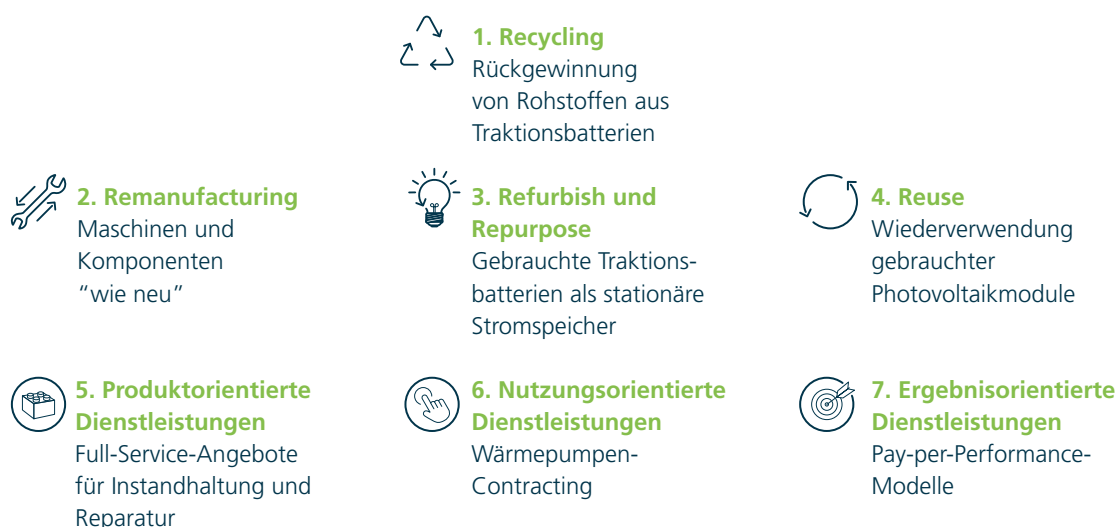 1. Recycling
Rückgewinnung
von Rohstoffen aus
Traktionsbatterien
2. Remanufacturing
Maschinen und
Komponenten
“wie neu”
3. Refurbish und
Repurpose
Gebrauchte Traktions-
batterien als stationäre
Stromspeicher
4. Reuse
Wiederverwendung
gebrauchter
Photovoltaikmodule
5. Produktorientierte
Dienstleistungen
Full-Service-Angebote
für Instandhaltung und
Reparatur
6. Nutzungsorientierte
Dienstleistungen
Wärmepumpen-
Contracting
7. Ergebnisorientierte
Dienstleistungen
Pay-per-Performance-
Modelle